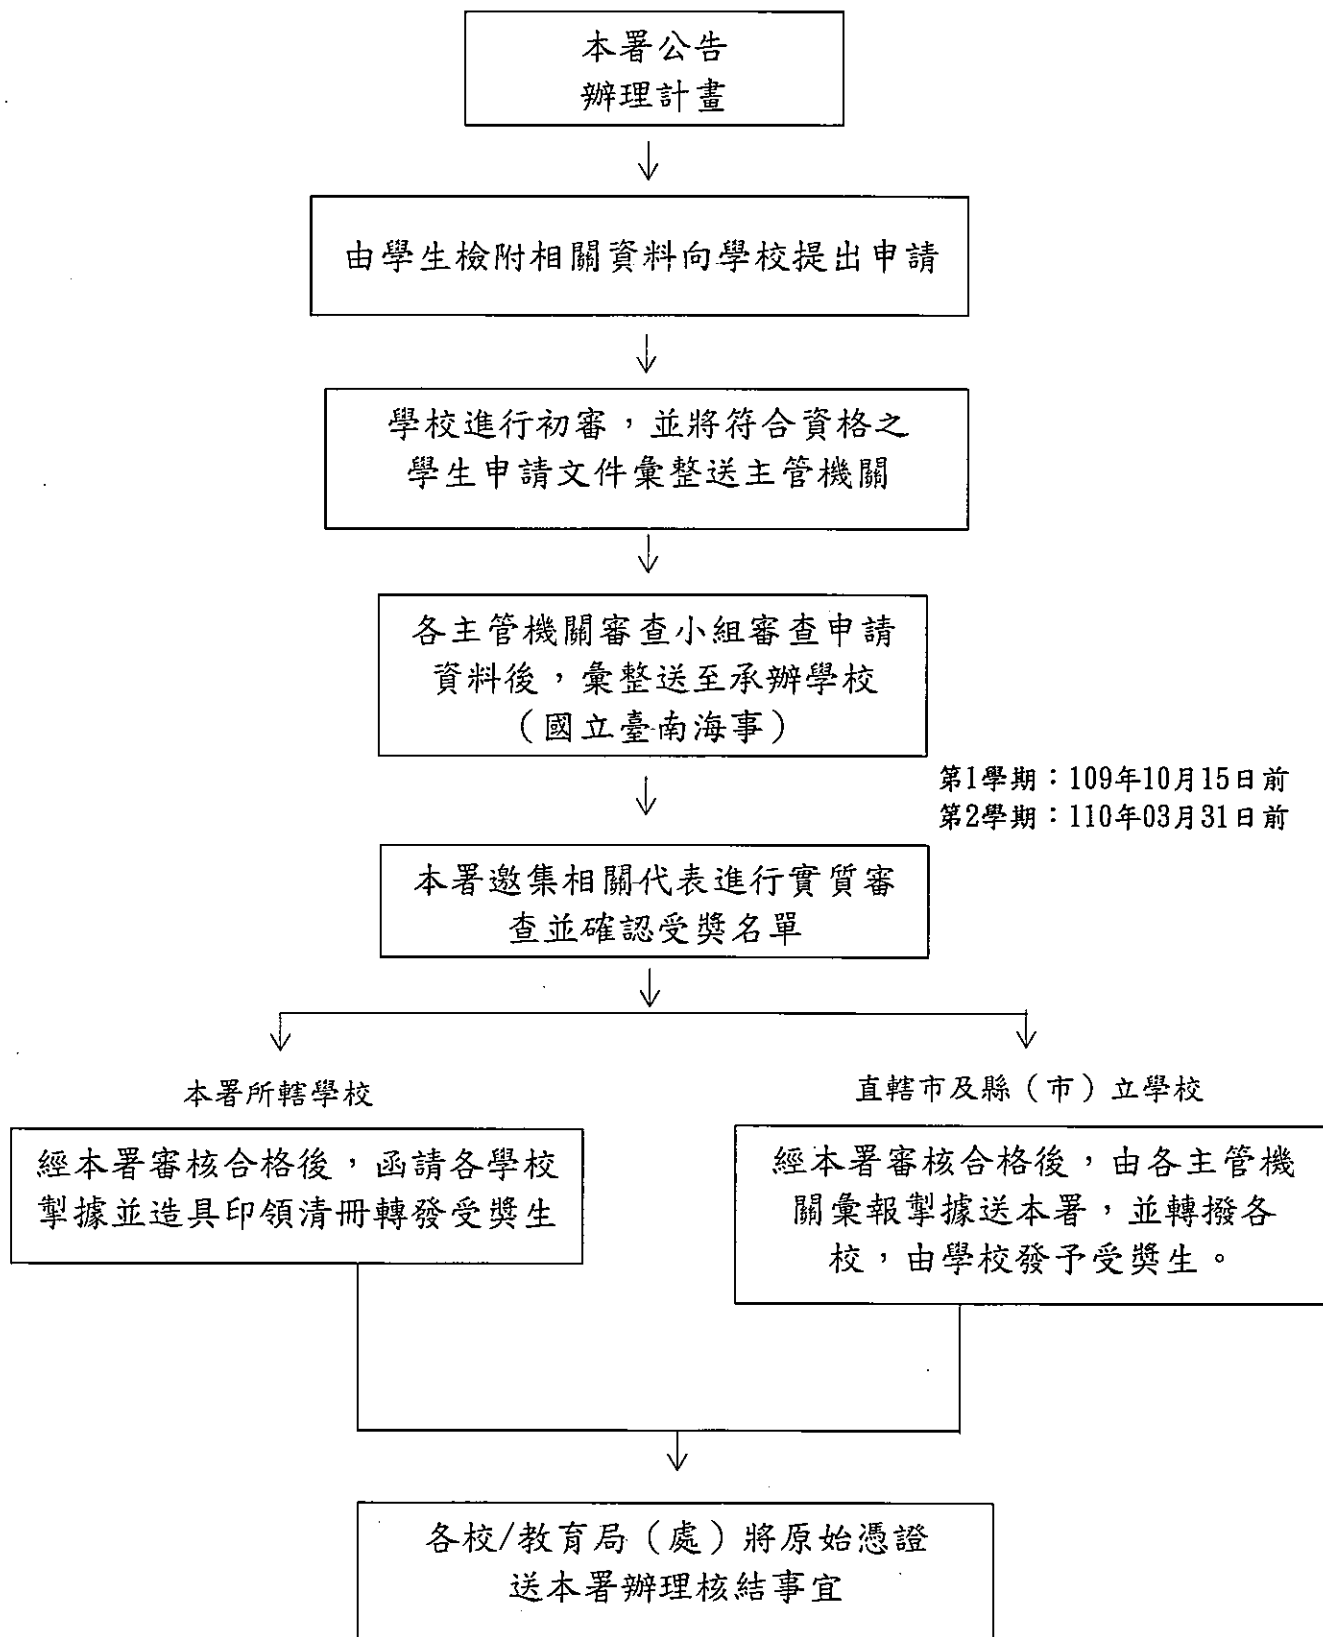 本署公告
辦理計畫
由學生檢附相關資料向學校提出申請
學校進行初審，並將符合資格之
學生申請文件彙整送主管機關
各主管機關審查小組審查申請
資料後，彙整送至承辦學校
（國立臺南海事）
第1學期：109年10月15日前
第2學期：110年03月31日前
本署邀集相關代表進行實質審
查並確認受獎名單
本署所轄學校
經本署審核合格後，函請各學校
掣據並造具印領清冊轉發受獎生
直轄市及縣（市）立學校
經本署審核合格後，由各主管機
關彙報掣據送本署，並轉撥各
校，由學校發予受獎生。
各校/教育局（處）將原始憑證
送本署辦理核結事宜